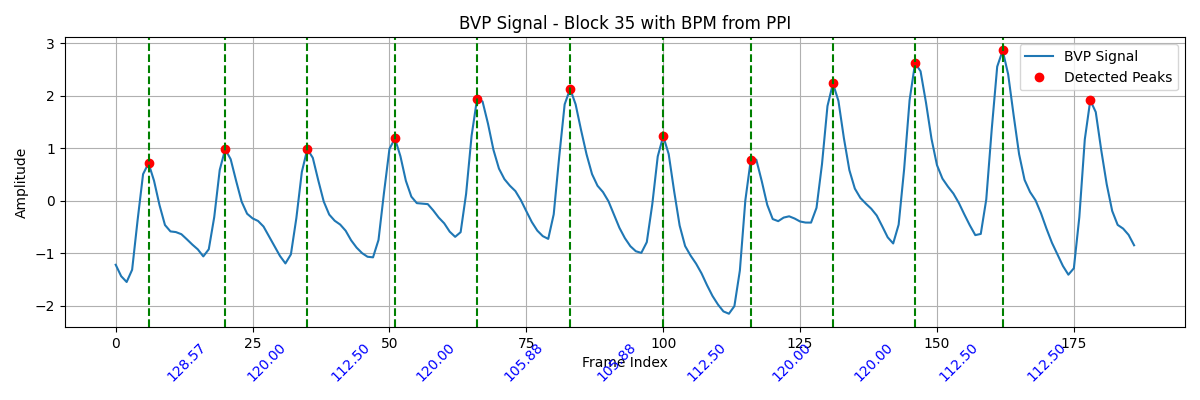 BVP Signal - Block 35 with BPM from PPI
BVP Signal
Detected Peaks
Amplitude
3
2
1
0
−1
−2
0 25 50 75 100 125 150 175
Frame Index
128.57 120.00 112.50 120.00 105.88 105.88 112.50 120.00 120.00 112.50 112.50